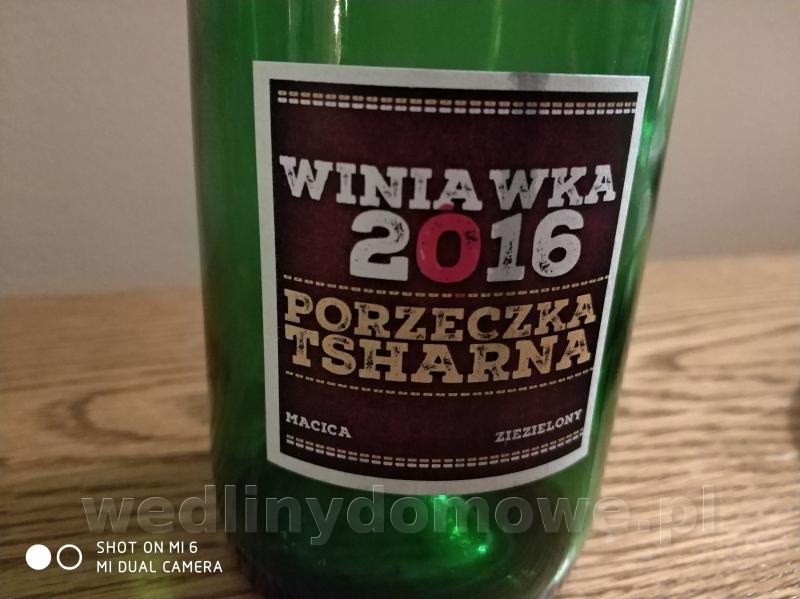 WINIAWKA
2016
PORZECZKA
TSHARNA
MACICA ZIEZIELONY
wedlinydomowe.pl
SHOT ON MI 6
MI DUAL CAMERA